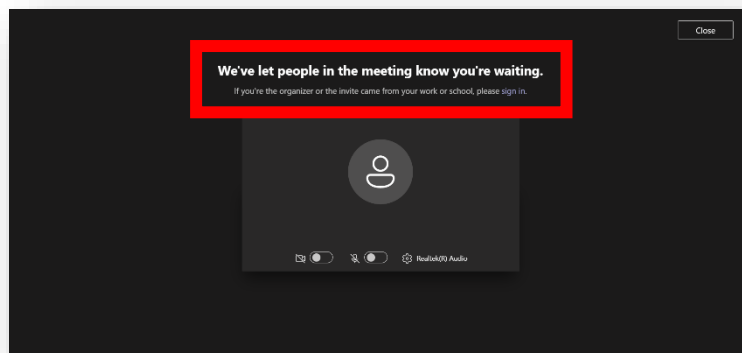 Close
We've let people in the meeting know you're waiting.
If you're the organizer or the invite came from your work or school, please sign in.
Realtek(R) Audio